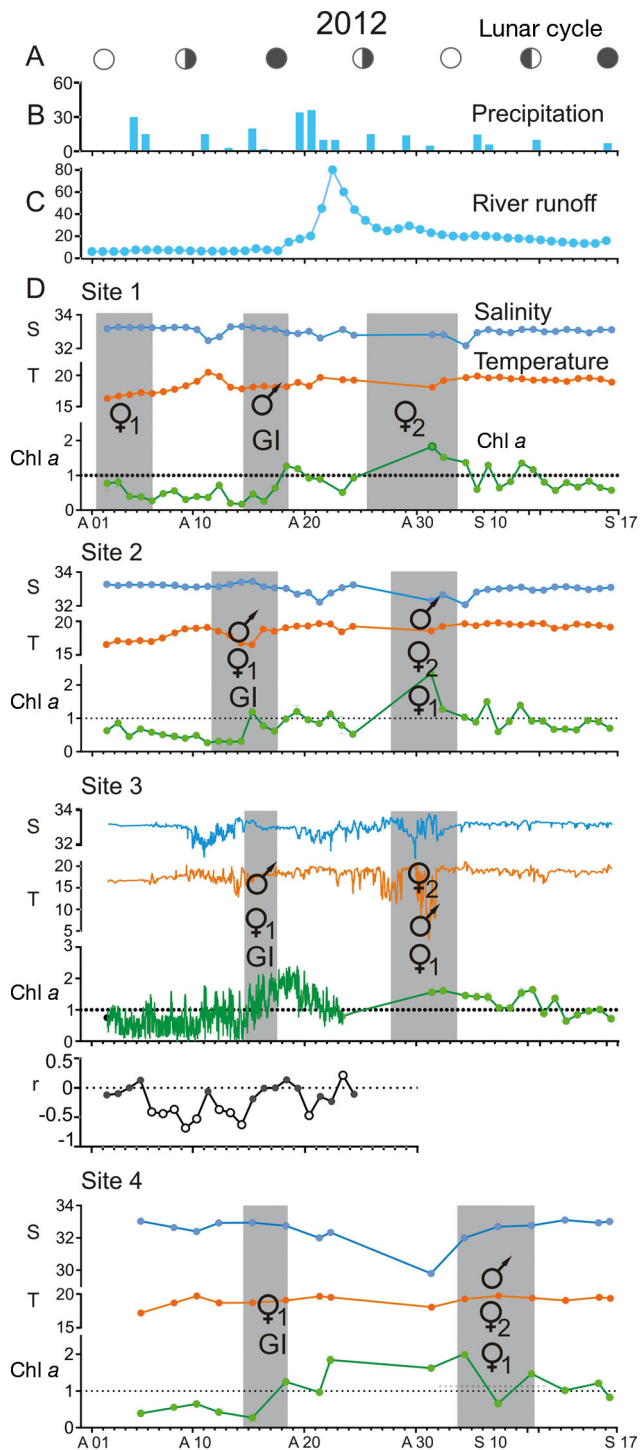 2012
Lunar cycle
A
B
Precipitation
60
30
0
C
River runoff
80
60
40
20
0
D
Site 1
S
34
32
Salinity
T
20
15
Temperature
♀1
♂
GI
♀2
Chl a
Chl a
2
1
0
A 01
A 10
A 20
A 30
S 10
S 17
Site 2
S
34
32
T
20
15
♂
♀1
GI
♂
♀2
♀1
Chl a
2
1
0
Site 3
S
34
32
T
20
15
10
5
♂
♀1
GI
♀2
♂
♀1
Chl a
3
2
1
0
r
0.5
0
-0.5
-1
Site 4
S
34
32
30
T
20
15
♀1
GI
♂
♀2
♀1
Chl a
2
1
0
A 01
A 10
A 20
A 30
S 10
S 17